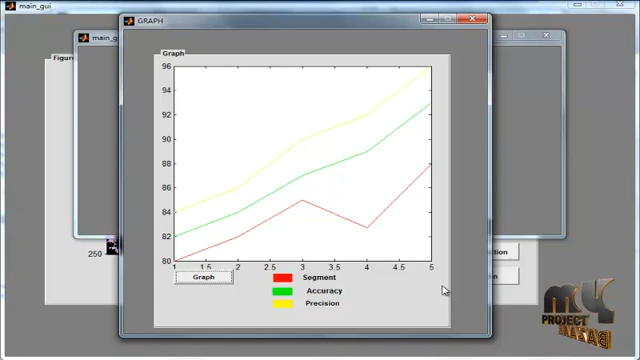 main_gui
GRAPH
main_g
Figure
Graph
96
94
92
90
88
86
84
82
80
1 1.5 2 2.5 3 3.5 4 4.5 5
250
Graph
Segment
Accuracy
Precision
PROJECT